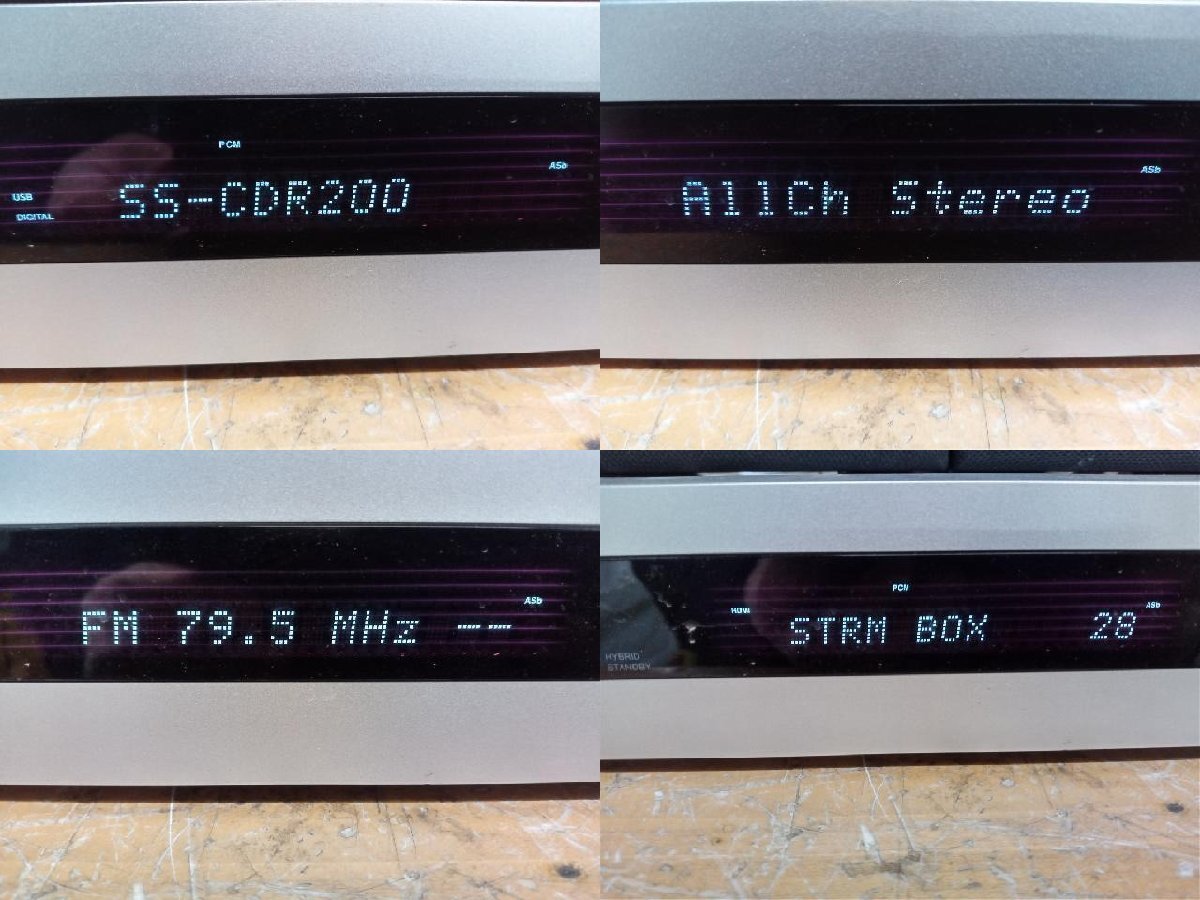 PCM
ASb
USB
SS-CDR200
DIGITAL
ASb
AllCh Stereo
ASb
FM 79.5 MHz --
PCM
HDMI
ASb
STRM BOX 28
HYBRID
STANDBY